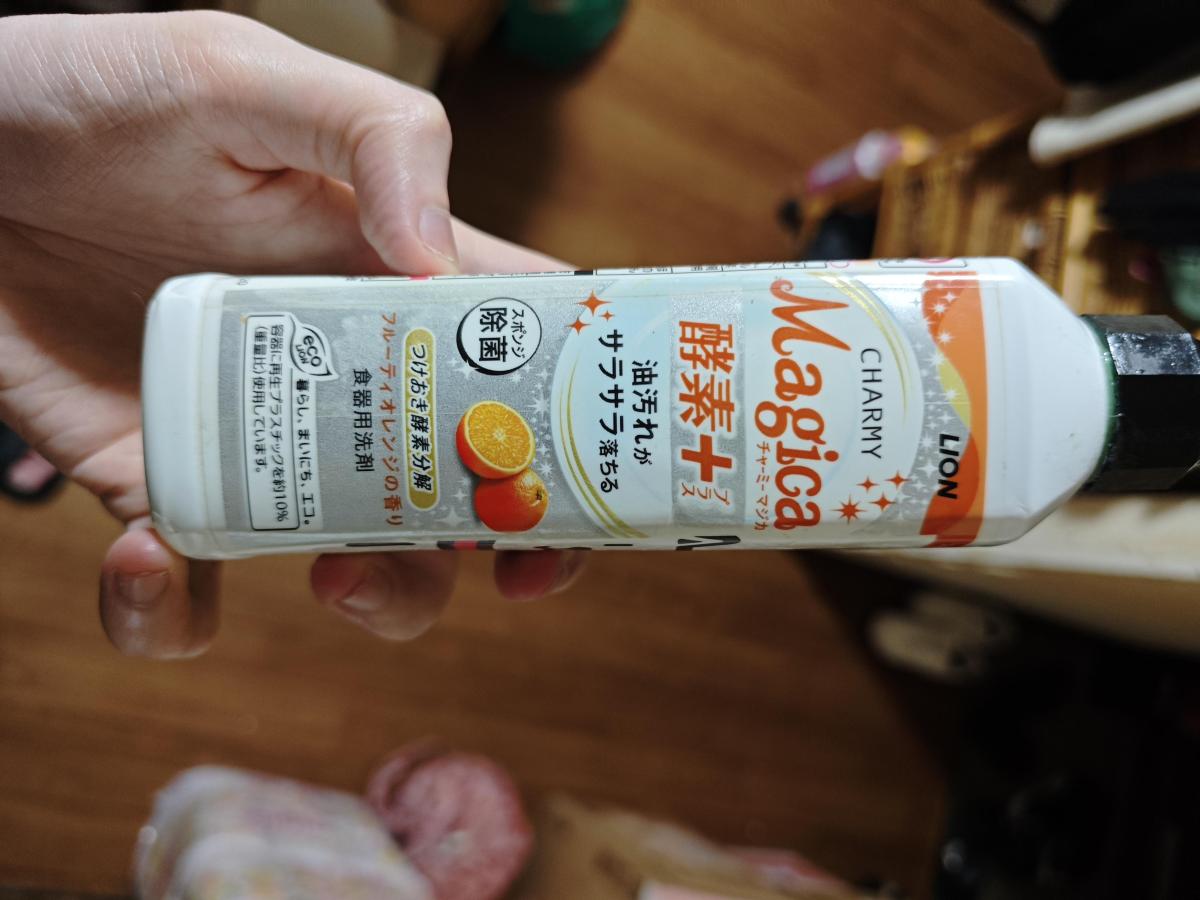 LION
CHARMY
Magica
チャーミーマジカ
酵素+
プラス
油汚れが
サラサラ落ちる
スポンジ
除菌
つけおき酵素分解
フルーティオレンジの香り
食器用洗剤
eco
LION
暮らし、まいにち、エコ。
容器に再生プラスチックを約10%
(重量比)使用しています。